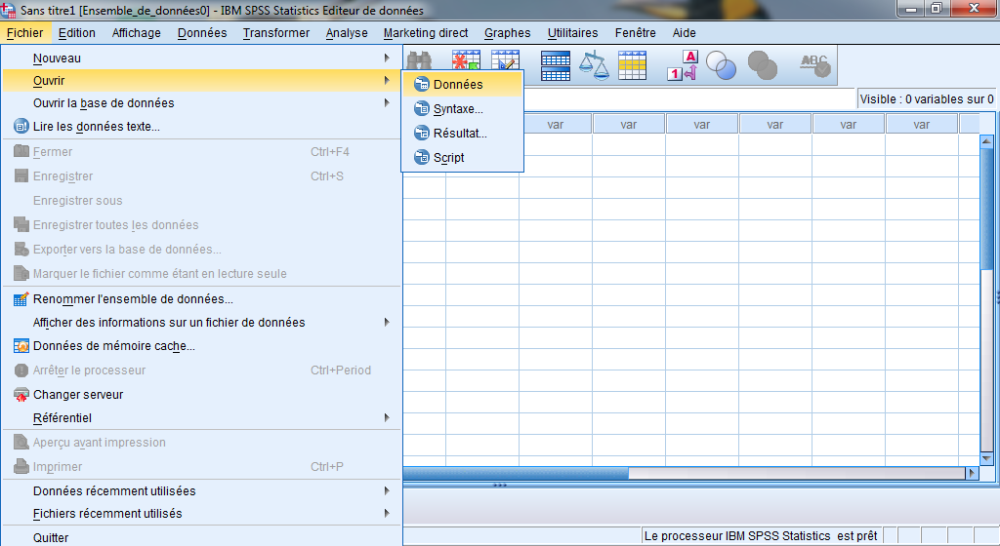 Sans titre1 [Ensemble_de_données0] - IBM SPSS Statistics Editeur de données
Fichier Edition Affichage Données Transformer Analyse Marketing direct Graphes Utilitaires Fenêtre Aide
Nouveau
Ouvrir
Ouvrir la base de données
Lire les données texte...
Fermer Ctrl+F4
Enregistrer Ctrl+S
Enregistrer sous
Enregistrer toutes les données
Exporter vers la base de données...
Marquer le fichier comme étant en lecture seule
Renommer l'ensemble de données...
Afficher des informations sur un fichier de données
Données de mémoire cache...
Arrêter le processeur Ctrl+Period
Changer serveur
Référentiel
Aperçu avant impression
Imprimer Ctrl+P
Données récemment utilisées
Fichiers récemment utilisés
Quitter
Données
Syntaxe...
Résultat...
Script
A
1
ABC
Visible : 0 variables sur 0
var var var var var var
Le processeur IBM SPSS Statistics est prêt